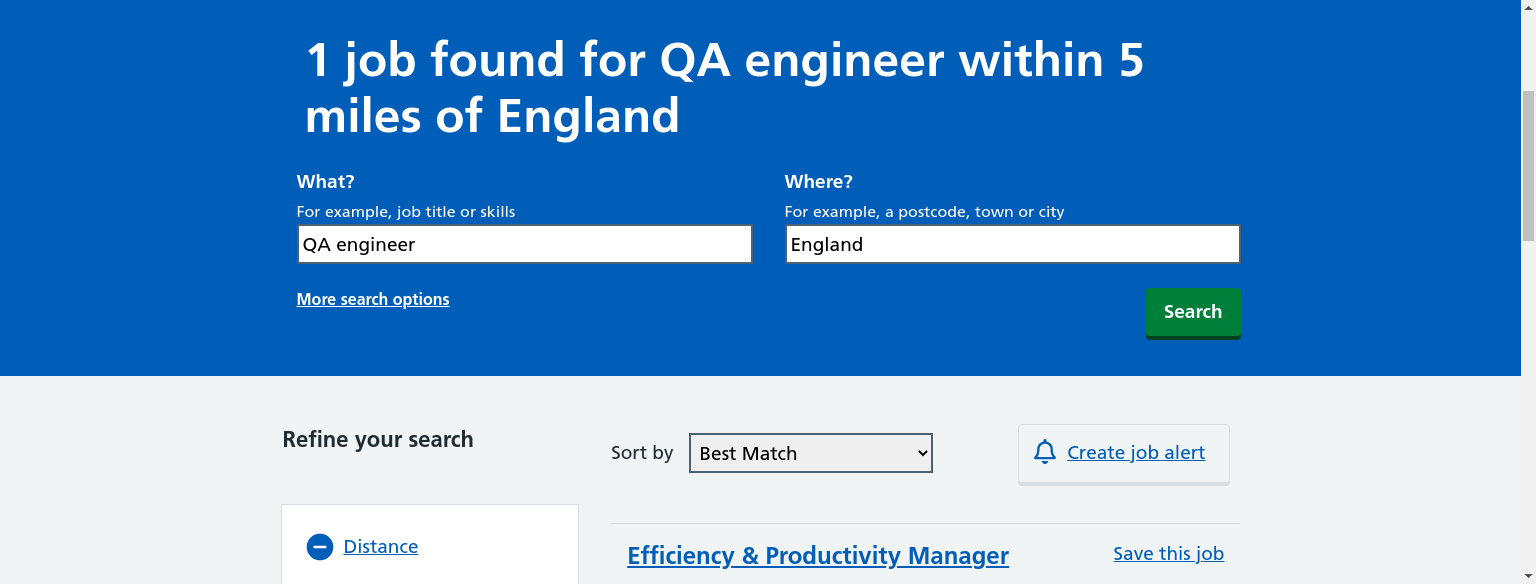 1 job found for QA engineer within 5
miles of England
What?
For example, job title or skills
QA engineer
Where?
For example, a postcode, town or city
England
More search options
Search
Refine your search
Sort by
Best Match
Create job alert
Distance
Efficiency & Productivity Manager
Save this job